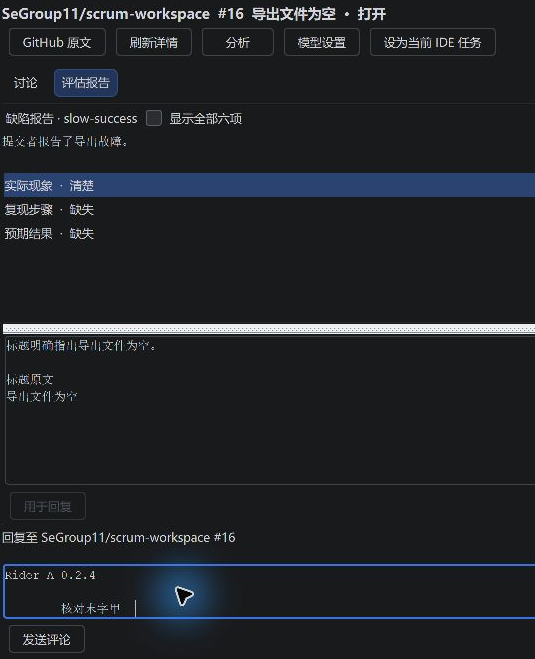 SeGroup11/scrum-workspace #16 导出文件为空 · 打开
GitHub 原文 刷新详情 分析 模型设置 设为当前 IDE 任务
讨论 评估报告
缺陷报告 · slow-success 显示全部六项
提交者报告了导出故障。
实际现象 · 清楚
复现步骤 · 缺失
预期结果 · 缺失
标题明确指出导出文件为空。
标题原文
导出文件为空
用于回复
回复至 SeGroup11/scrum-workspace #16
Rider A 0.2.4
核对末字甲
发送评论